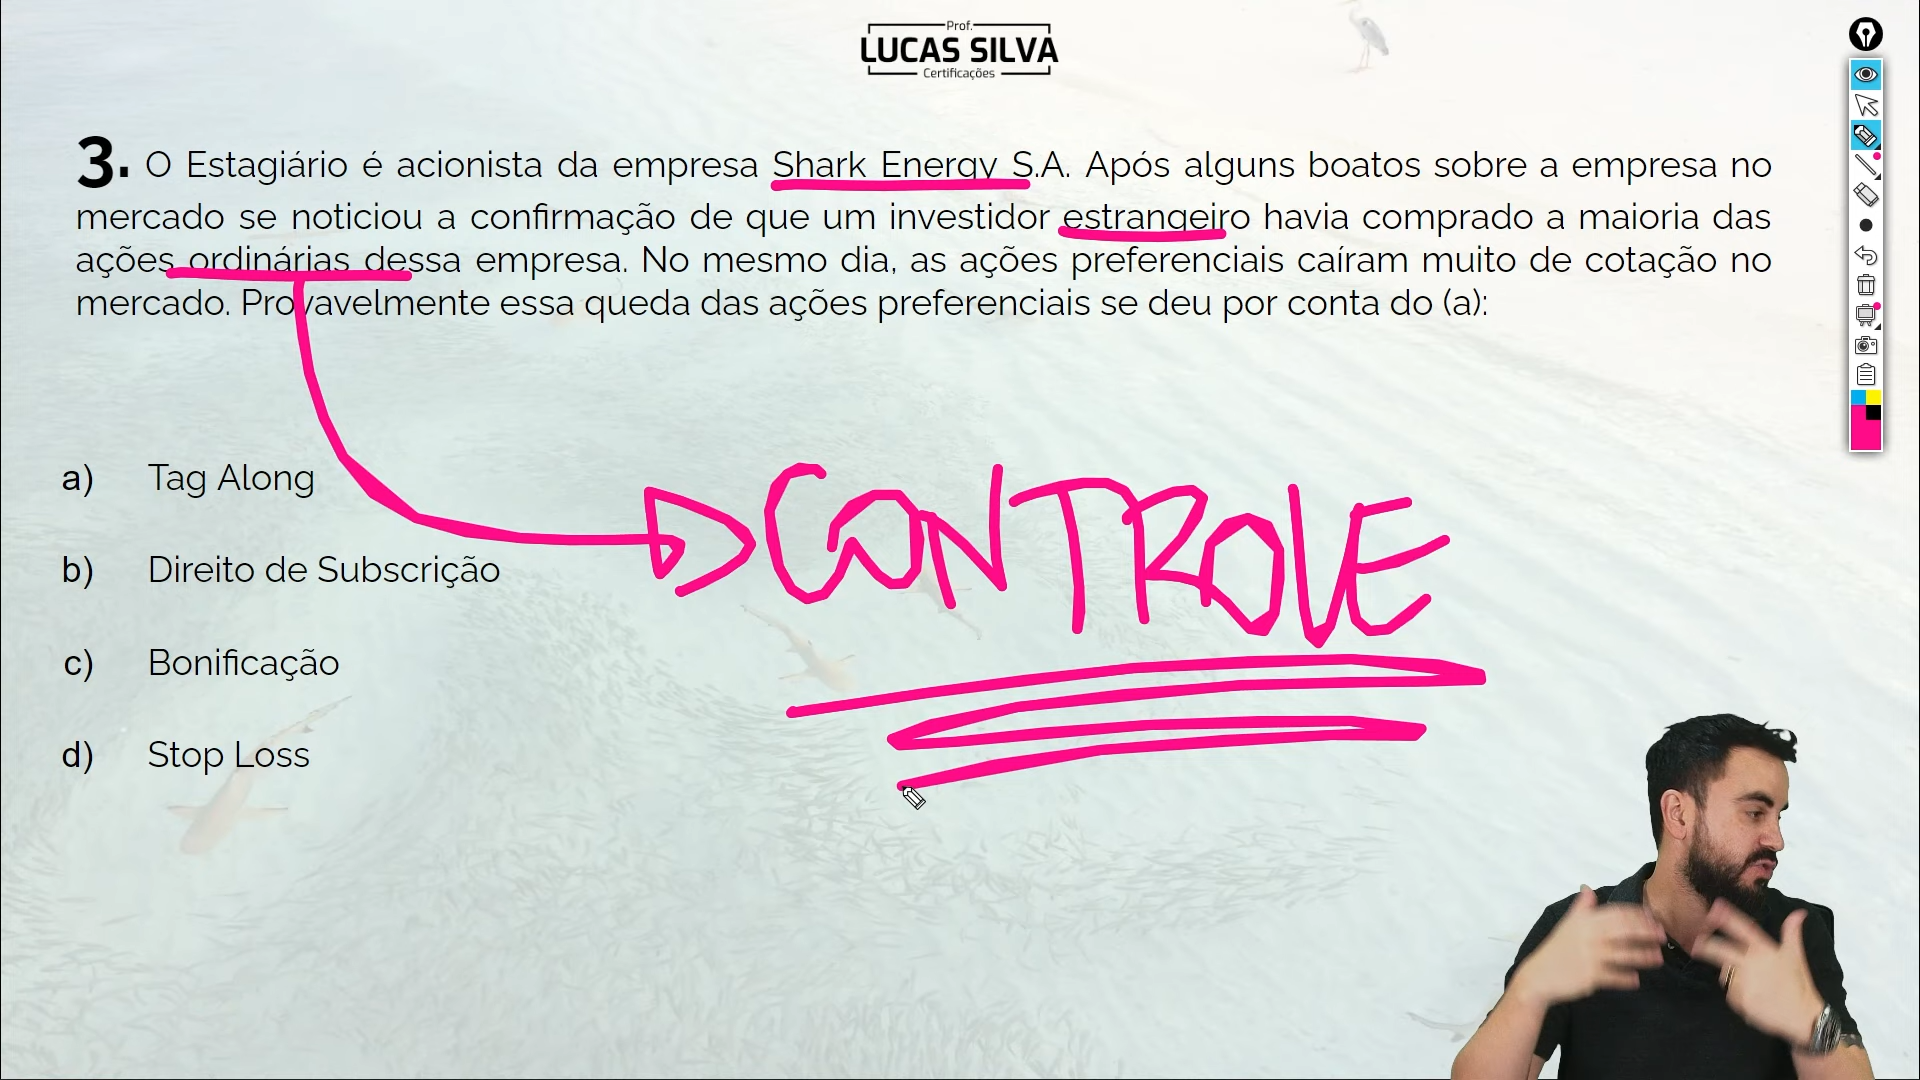 Prof.
LUCAS SILVA
Certificações
3. O Estagiário é acionista da empresa Shark Energy S.A. Após alguns boatos sobre a empresa no
mercado se noticiou a confirmação de que um investidor estrangeiro havia comprado a maioria das
ações ordinárias dessa empresa. No mesmo dia, as ações preferenciais caíram muito de cotação no
mercado. Provavelmente essa queda das ações preferenciais se deu por conta do (a):
a) Tag Along
CONTROLE
b) Direito de Subscrição
c) Bonificação
d) Stop Loss